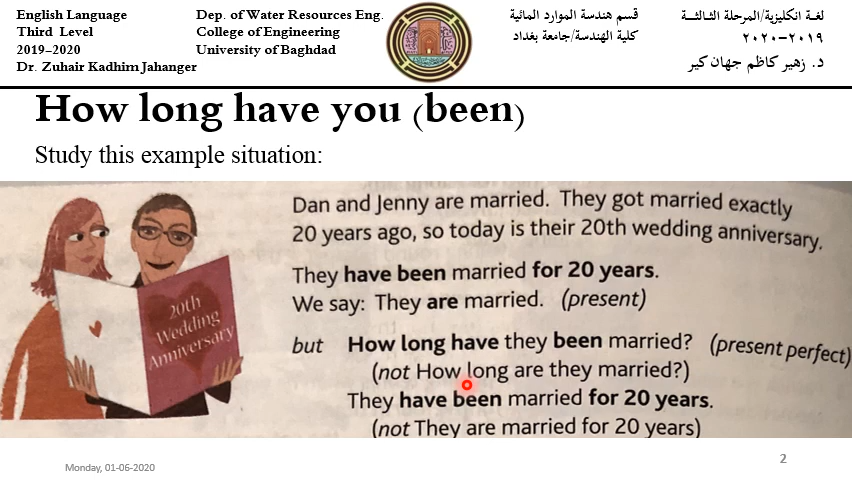 English Language
Third Level
2019–2020
Dr. Zuhair Kadhim Jahanger
Dep. of Water Resources Eng.
College of Engineering
University of Baghdad
قسم هندسة الموارد المائية
كلية الهندسة/جامعة بغداد
لغة انكليزية/المرحلة الثالثة
٢٠١٩–٢٠٢٠
د. زهير كاظم جهان كير
How long have you (been)
Study this example situation:
Dan and Jenny are married. They got married exactly
20 years ago, so today is their 20th wedding anniversary.
They have been married for 20 years.
We say: They are married. (present)
but How long have they been married? (present perfect)
(not How long are they married?)
They have been married for 20 years.
(not They are married for 20 years)
20th
Wedding
Anniversary
Monday, 01-06-2020
2